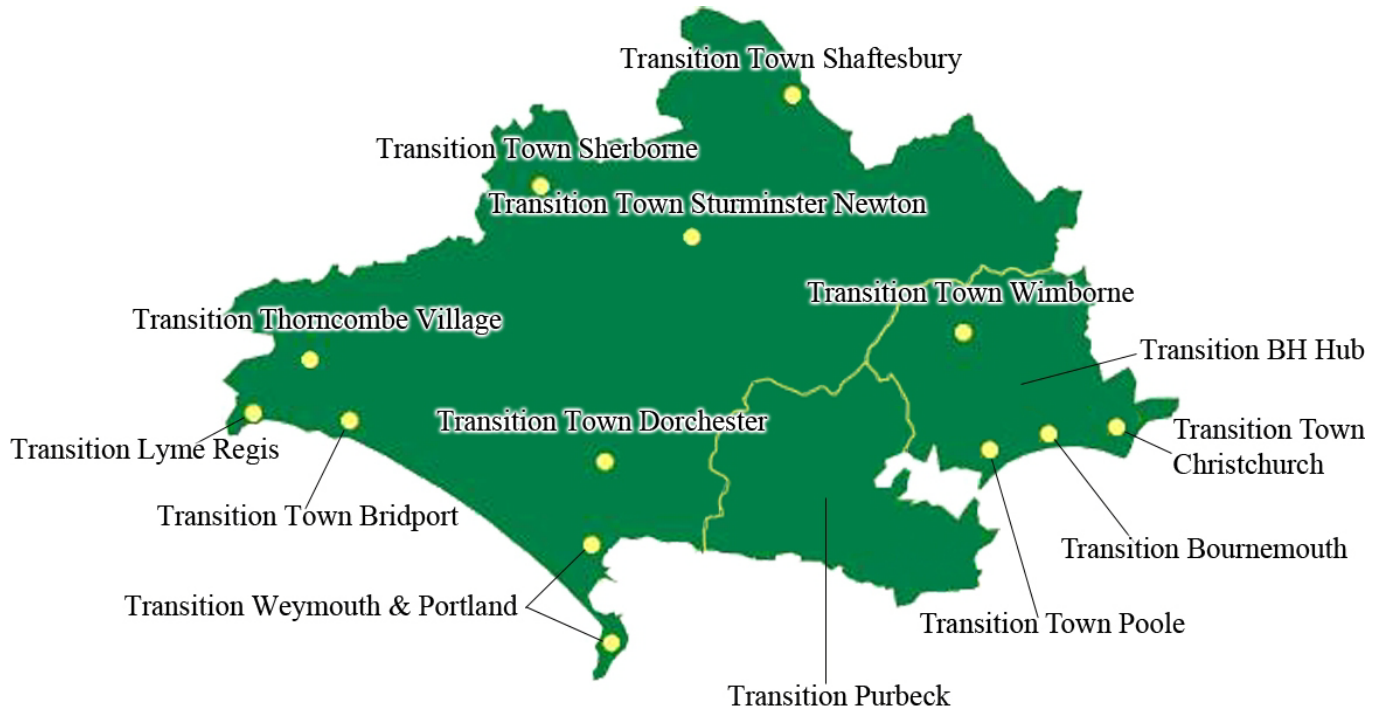 Transition Town Shaftesbury
Transition Town Sherborne
Transition Town Sturminster Newton
Transition Town Wimborne
Transition Thorncombe Village
Transition BH Hub
Transition Town Dorchester
Transition Lyme Regis
Transition Town
Christchurch
Transition Town Bridport
Transition Bournemouth
Transition Weymouth & Portland
Transition Town Poole
Transition Purbeck